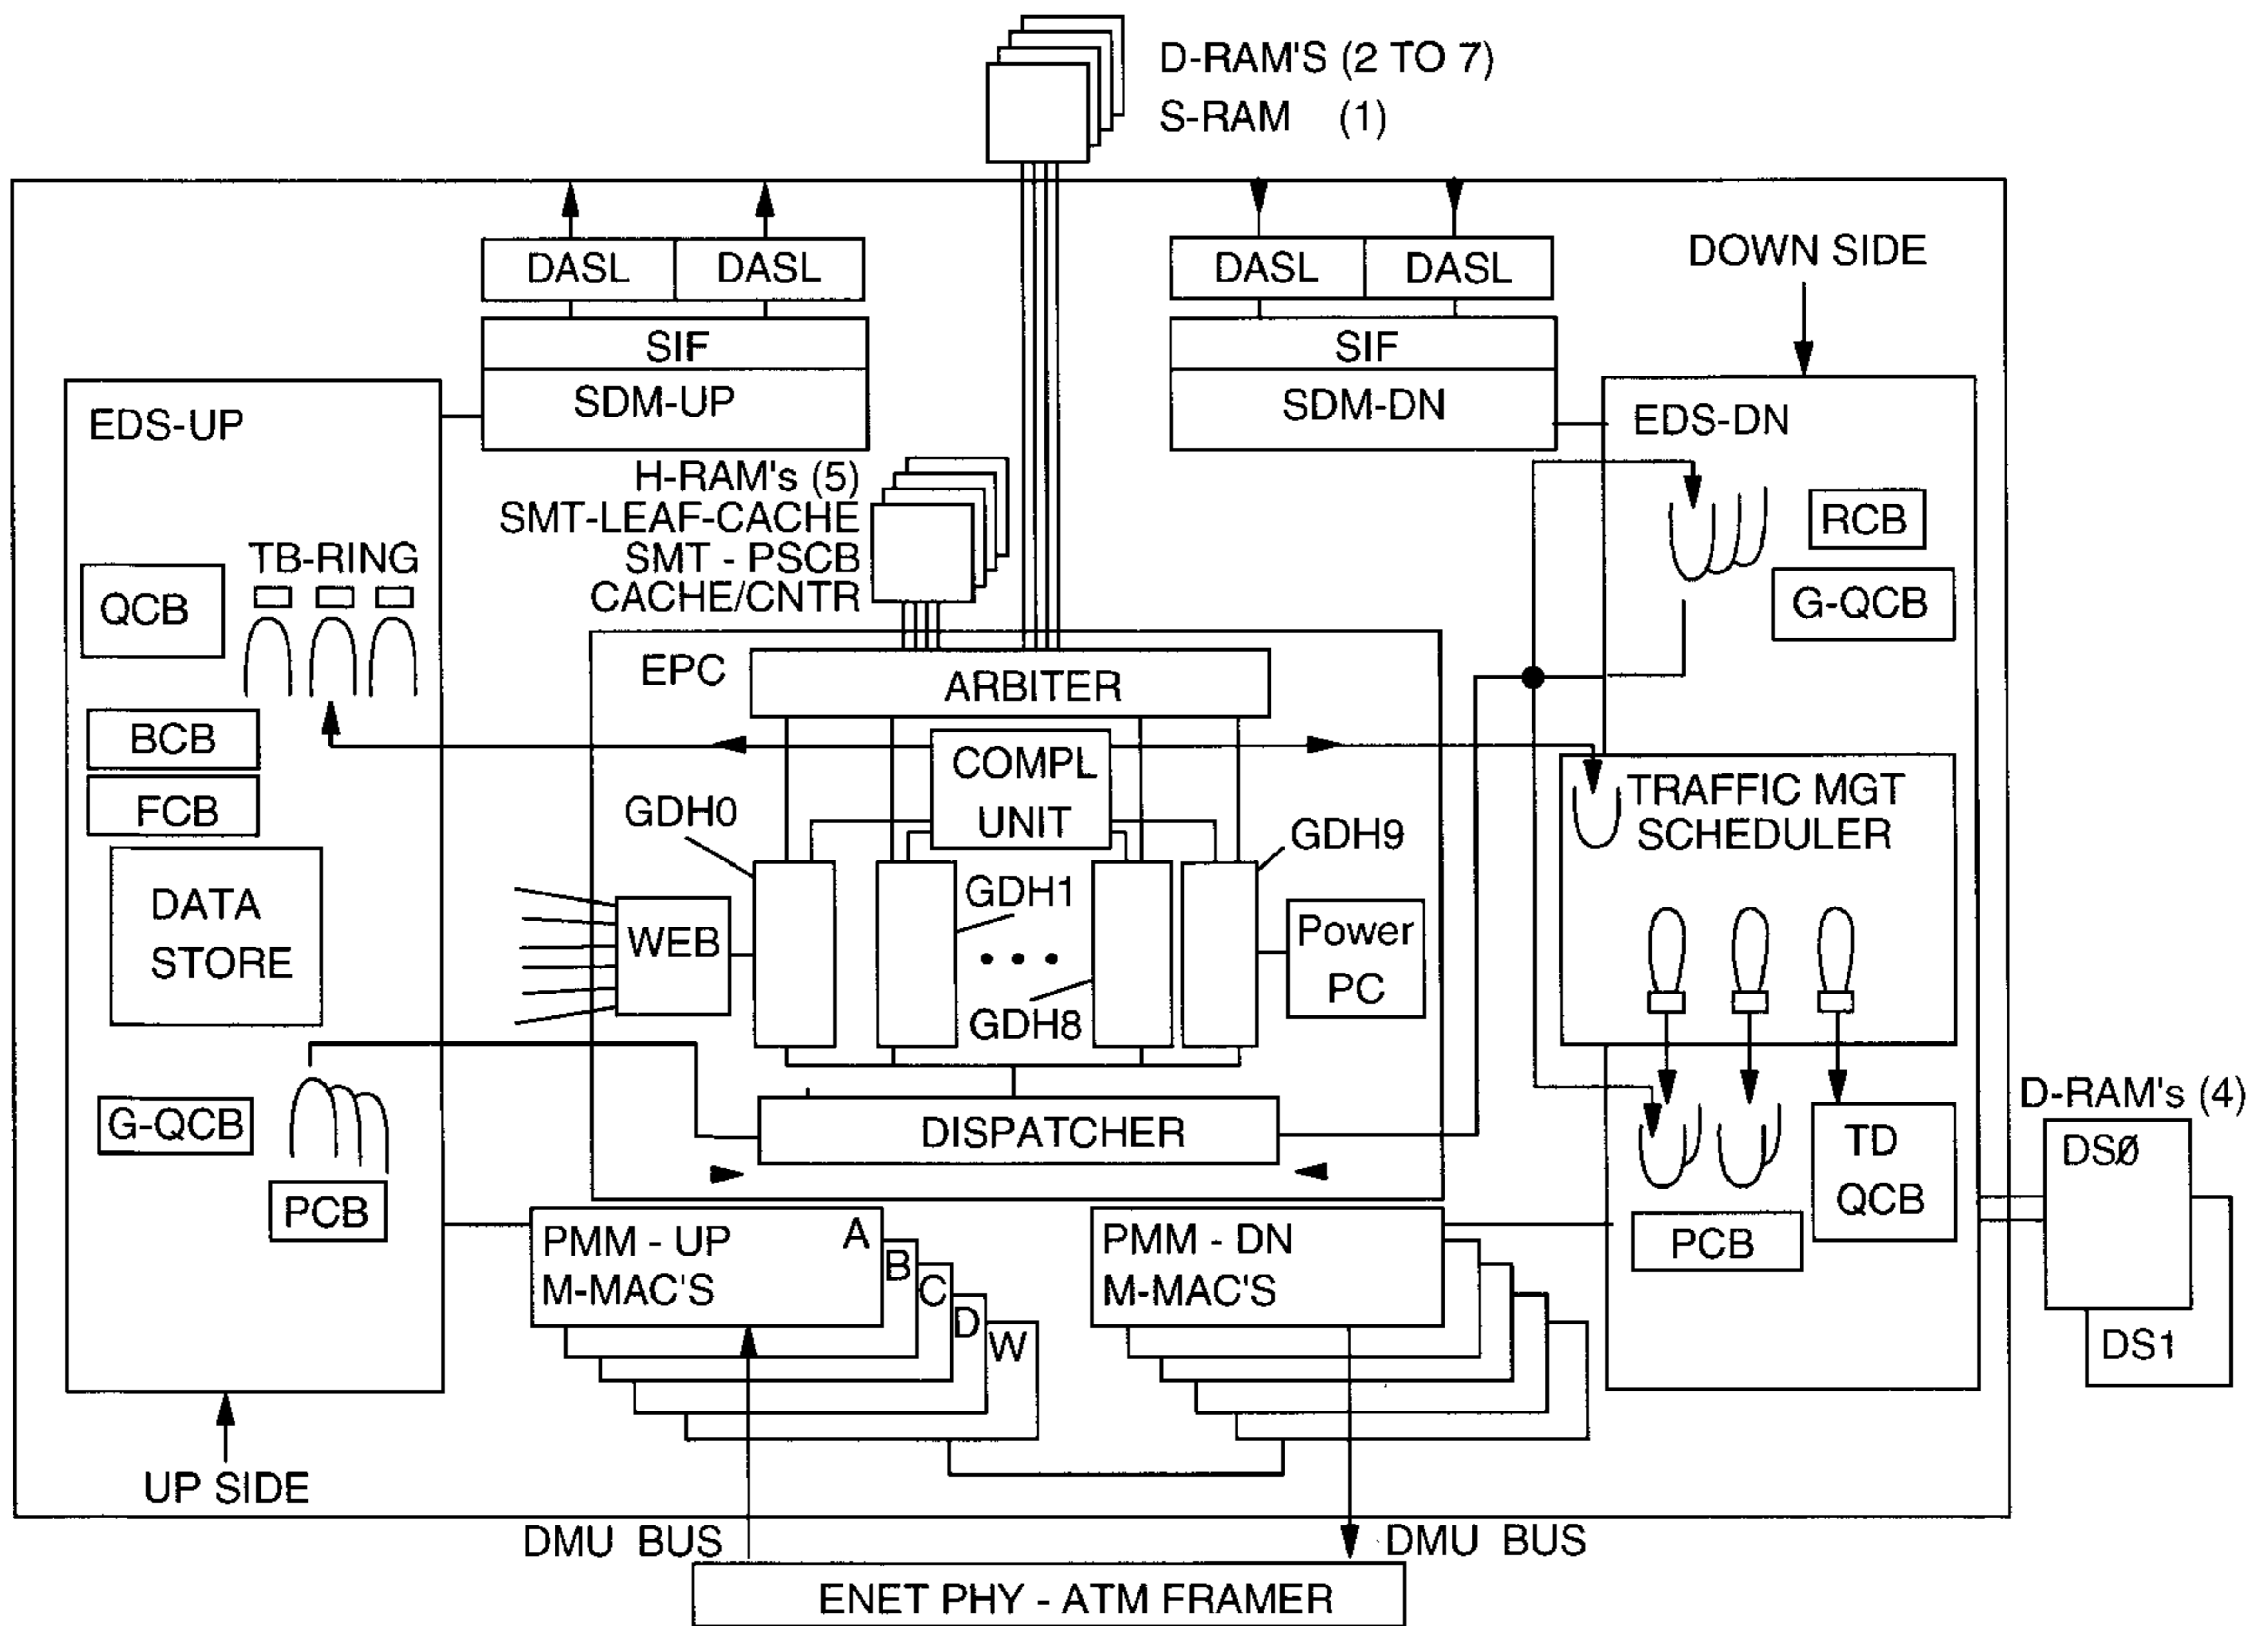 D-RAM'S (2 TO 7)
S-RAM (1)
DASL
DASL
DASL
DASL
DOWN SIDE
SIF
SDM-UP
SIF
SDM-DN
EDS-UP
EDS-DN
H-RAM's (5)
SMT-LEAF-CACHE
SMT - PSCB
CACHE/CNTR
RCB
G-QCB
TB-RING
QCB
BCB
FCB
DATA
STORE
G-QCB
PCB
EPC
ARBITER
COMPL
UNIT
GDH0
GDH9
GDH1
GDH8
WEB
Power
PC
DISPATCHER
TRAFFIC MGT
SCHEDULER
TD
QCB
PCB
D-RAM's (4)
DSØ
DS1
PMM - UP
M-MAC'S
A
B
C
D
W
PMM - DN
M-MAC'S
UP SIDE
DMU BUS
DMU BUS
ENET PHY - ATM FRAMER